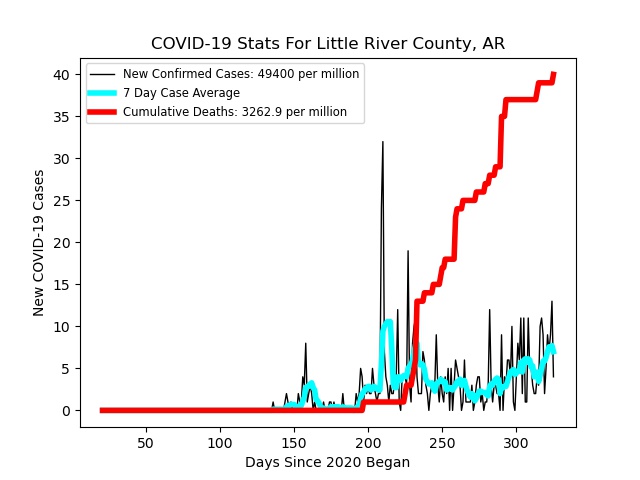 COVID-19 Stats For Little River County, AR
New Confirmed Cases: 49400 per million
7 Day Case Average
Cumulative Deaths: 3262.9 per million
New COVID-19 Cases
40
35
30
25
20
15
10
5
0
50 100 150 200 250 300
Days Since 2020 Began